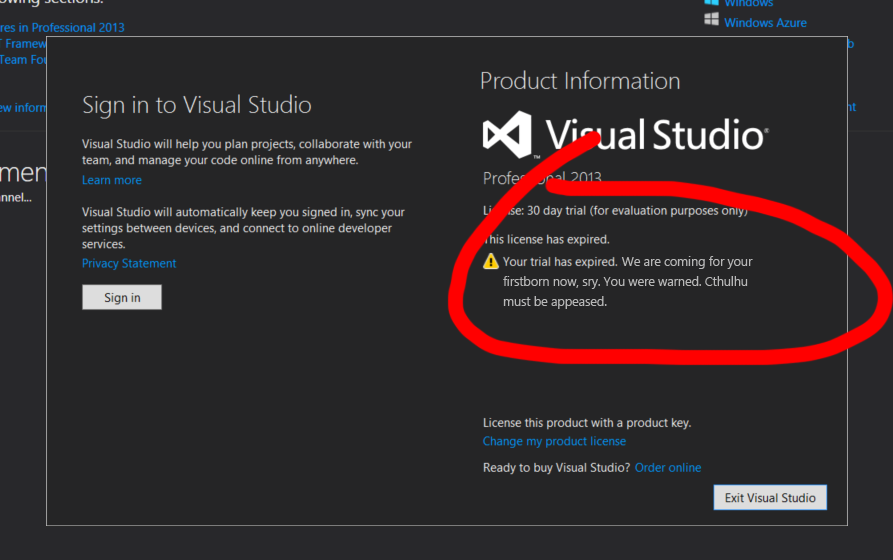 owing sections:
Windows
Windows Azure
res in Professional 2013
Framew
Team Fou
ew inform
nt
men
nnel...
Sign in to Visual Studio
Visual Studio will help you plan projects, collaborate with your
team, and manage your code online from anywhere.
Learn more
Visual Studio will automatically keep you signed in, sync your
settings between devices, and connect to online developer
services.
Privacy Statement
Sign in
Product Information
Visual Studio
Professional 2013
License: 30 day trial (for evaluation purposes only)
This license has expired.
Your trial has expired. We are coming for your
firstborn now, sry. You were warned. Cthulhu
must be appeased.
License this product with a product key.
Change my product license
Ready to buy Visual Studio? Order online
Exit Visual Studio